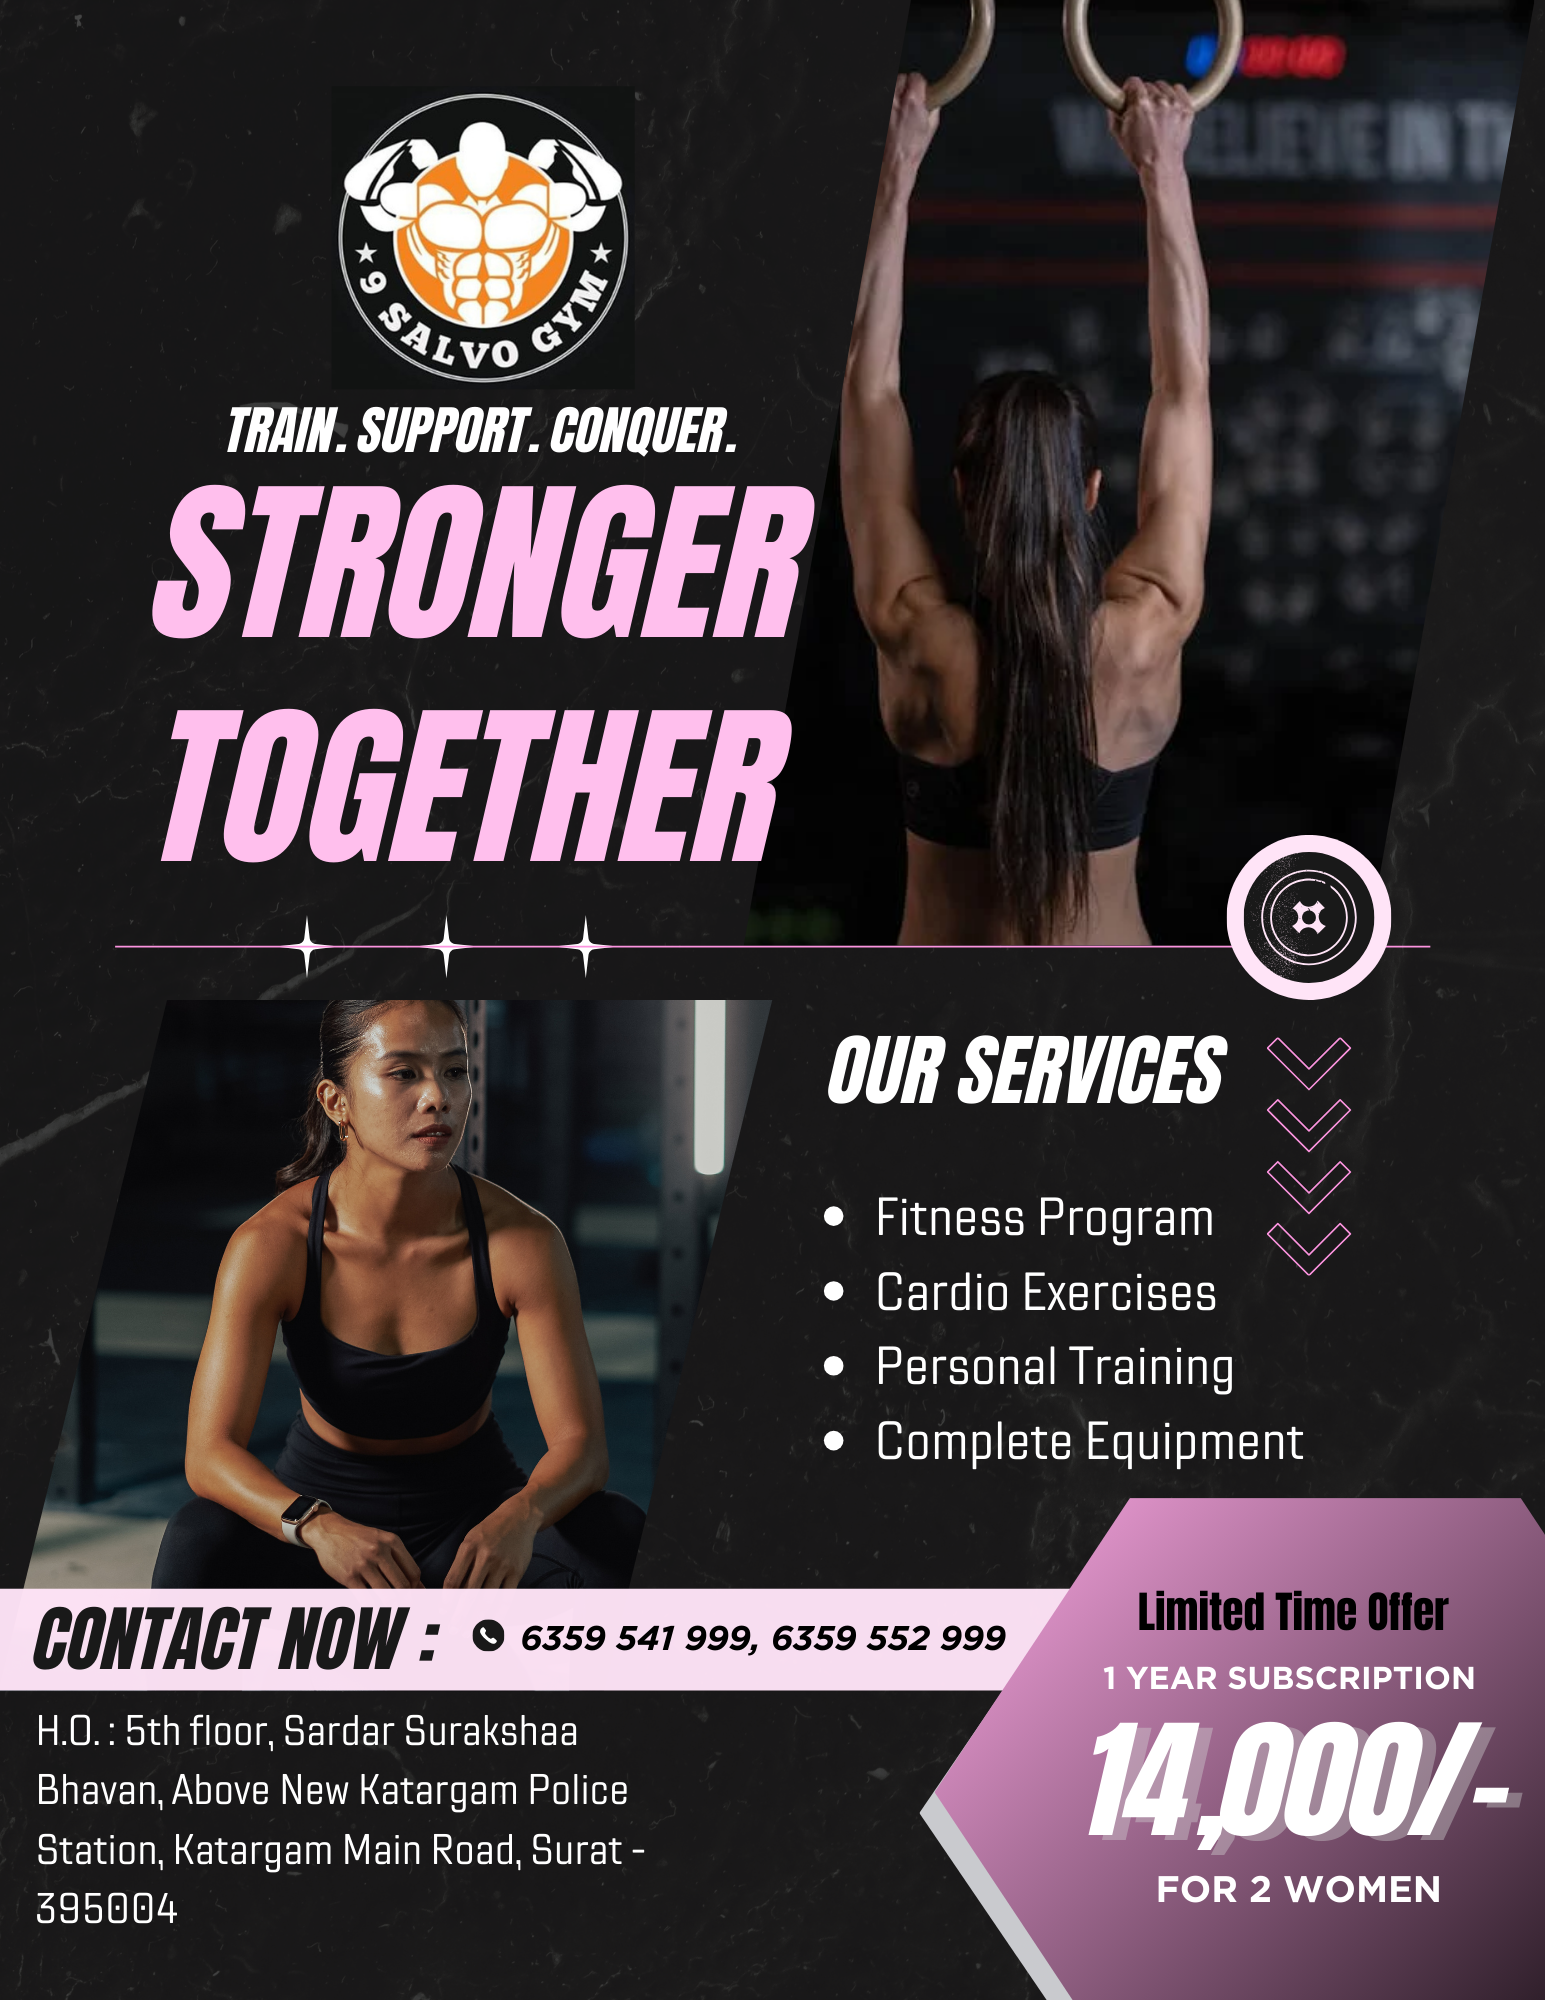 9 SALVO GYM
TRAIN. SUPPORT. CONQUER.
STRONGER
TOGETHER
OUR SERVICES
• Fitness Program
• Cardio Exercises
• Personal Training
• Complete Equipment
CONTACT NOW : 6359 541 999, 6359 552 999
H.O. : 5th floor, Sardar Surakshaa
Bhavan, Above New Katargam Police
Station, Katargam Main Road, Surat -
395004
Limited Time Offer
1 YEAR SUBSCRIPTION
14,000/-
FOR 2 WOMEN